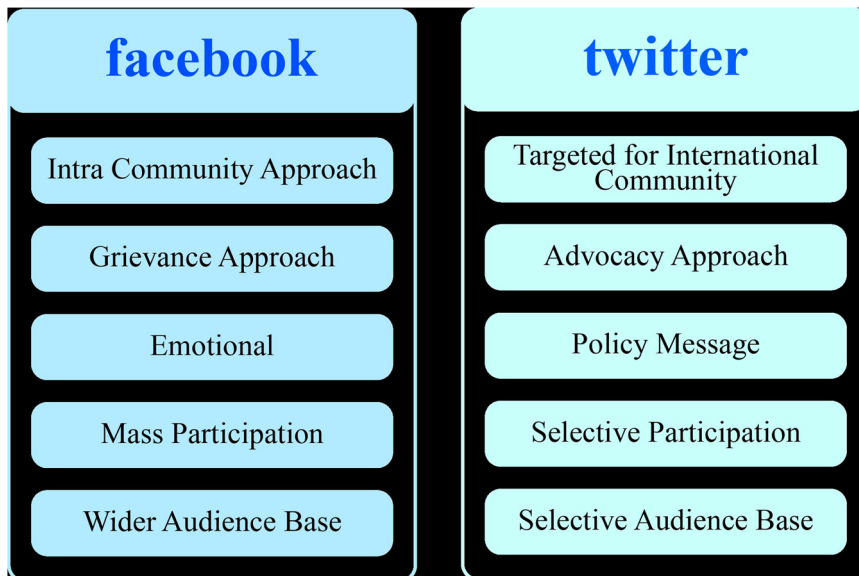 facebook
Intra Community Approach
Grievance Approach
Emotional
Mass Participation
Wider Audience Base
twitter
Targeted for International
Community
Advocacy Approach
Policy Message
Selective Participation
Selective Audience Base